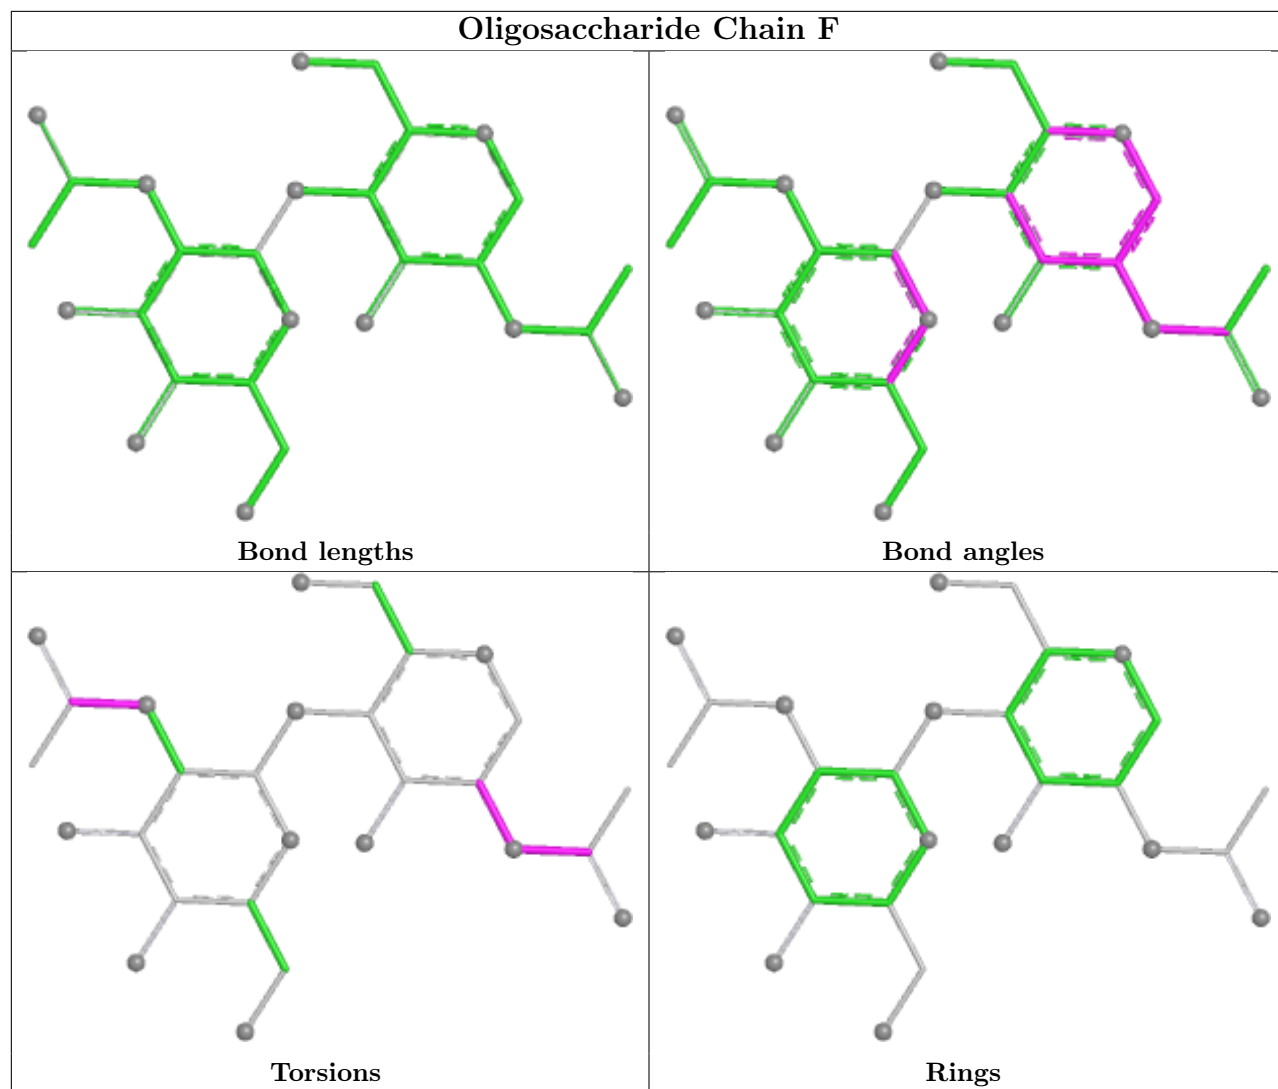 Oligosaccharide Chain F
Bond lengths
Bond angles
Torsions
Rings